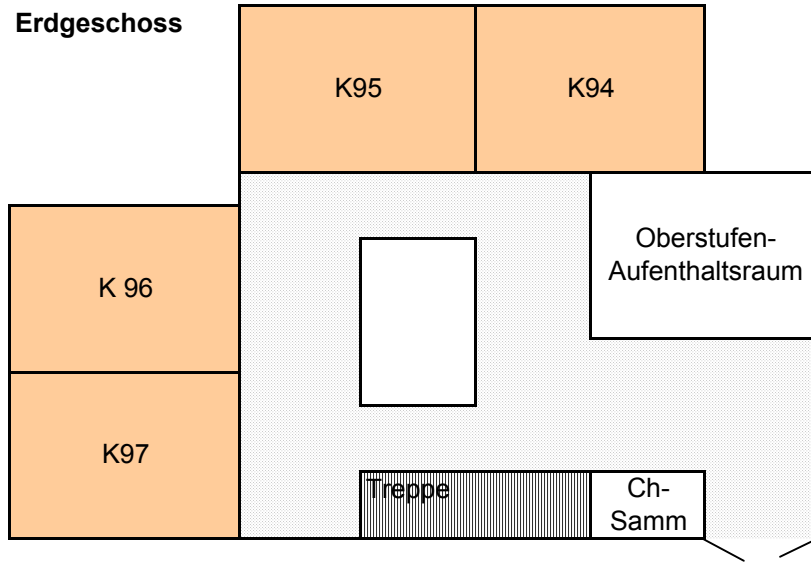 Erdgeschoss
K95
K94
Oberstufen-
Aufenthaltsraum
K 96
K97
Treppe
Ch-
Samm